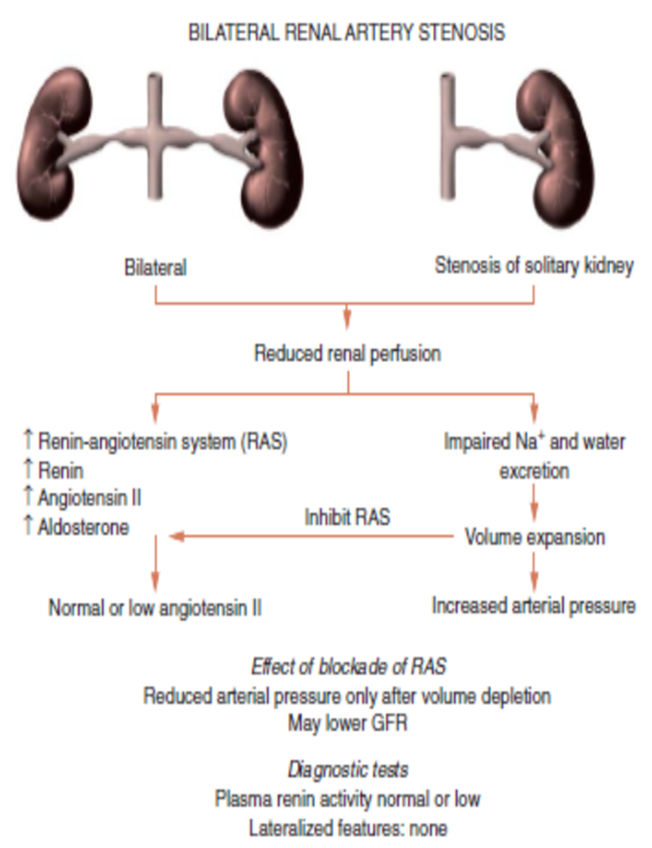 BILATERAL RENAL ARTERY STENOSIS
Bilateral
Stenosis of solitary kidney
Reduced renal perfusion
↑ Renin-angiotensin system (RAS)
↑ Renin
↑ Angiotensin II
↑ Aldosterone
Impaired Na⁺ and water
excretion
Inhibit RAS
Volume expansion
Normal or low angiotensin II
Increased arterial pressure
Effect of blockade of RAS
Reduced arterial pressure only after volume depletion
May lower GFR
Diagnostic tests
Plasma renin activity normal or low
Lateralized features: none